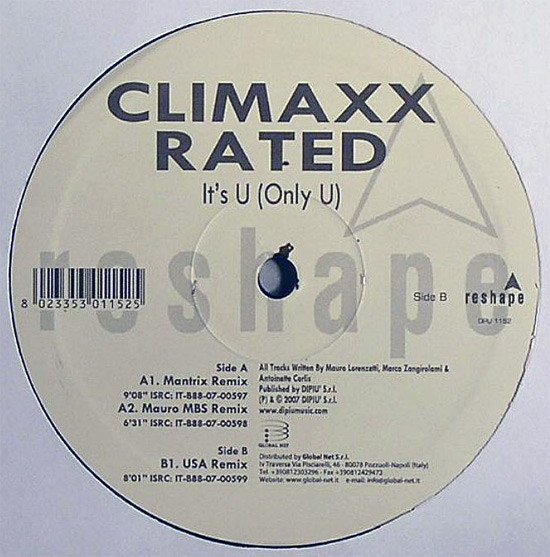 CLIMAXX
RATED
It's U (Only U)
reshape
8 023353 011525
Side B
reshape
DPU 1152
Side A
A1. Mantrix Remix
9'08" ISRC: IT-B88-07-00597
A2. Mauro MBS Remix
6'31" ISRC: IT-B88-07-00598
Side B
B1. USA Remix
8'01" ISRC: IT-B88-07-00599
All Tracks Written By Mauro Lorenzetti, Marco Zangirolami &
Antoinette Corlis
Published by DIPIU' S.r.l.
(P) & © 2007 DIPIU' S.r.l.
www.dipiumusic.com
GLOBAL NET
Distributed by Global Net S.r.l.
Iv Traversa Via Pisciarelli, 46 - 80078 Pozzuoli-Napoli (Italy)
Tel. +390812303296 - Fax +390812429473
Website: www.global-net.it e-mail: info@global-net.it